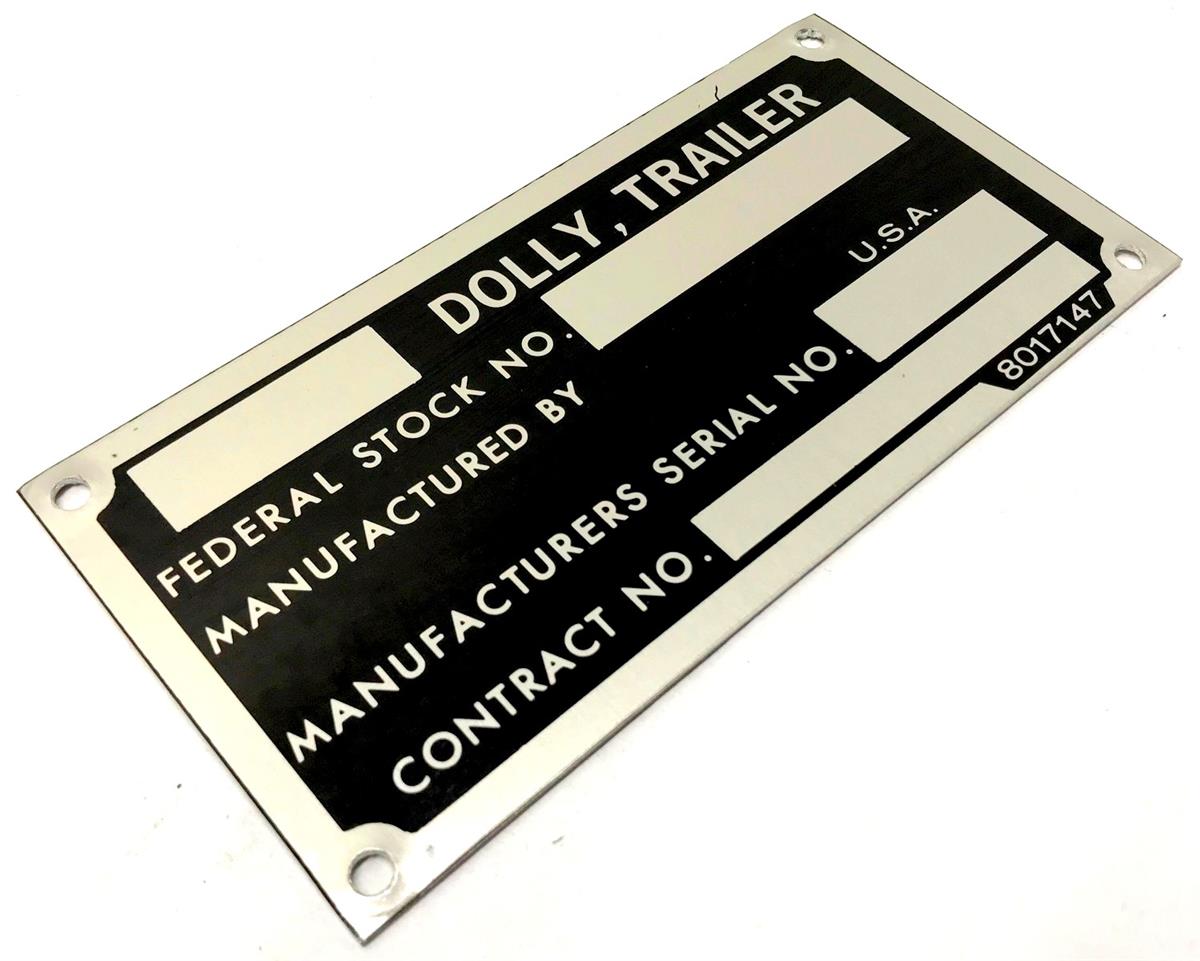 DOLLY, TRAILER
FEDERAL STOCK NO.
MANUFACTURED BY
U.S.A.
MANUFACTURERS SERIAL NO.
CONTRACT NO.
8017147